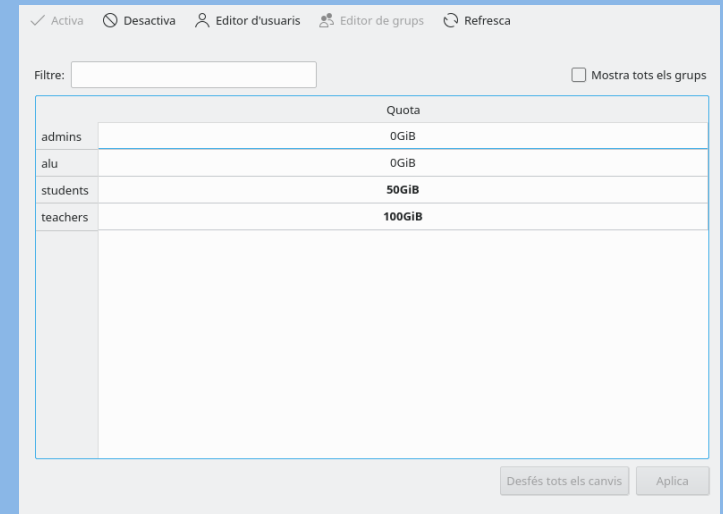 Activa Desactiva Editor d'usuaris Editor de grups Refresca
Filtre: Mostra tots els grups
Quota
admins 0GiB
alu 0GiB
students 50GiB
teachers 100GiB
Desfés tots els canvis Aplica